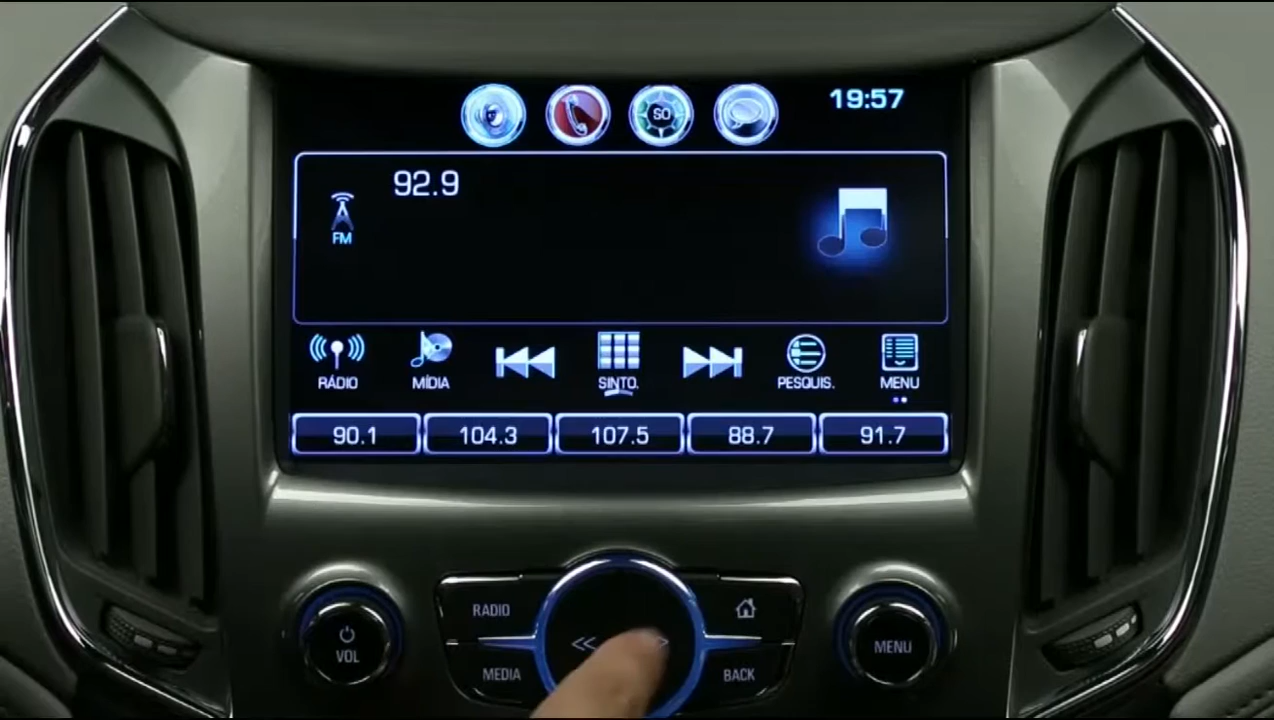 19:57
SO
92.9
FM
RÁDIO MÍDIA SINTO. PESQUIS. MENU
90.1 104.3 107.5 88.7 91.7
RADIO
VOL MENU
MEDIA BACK